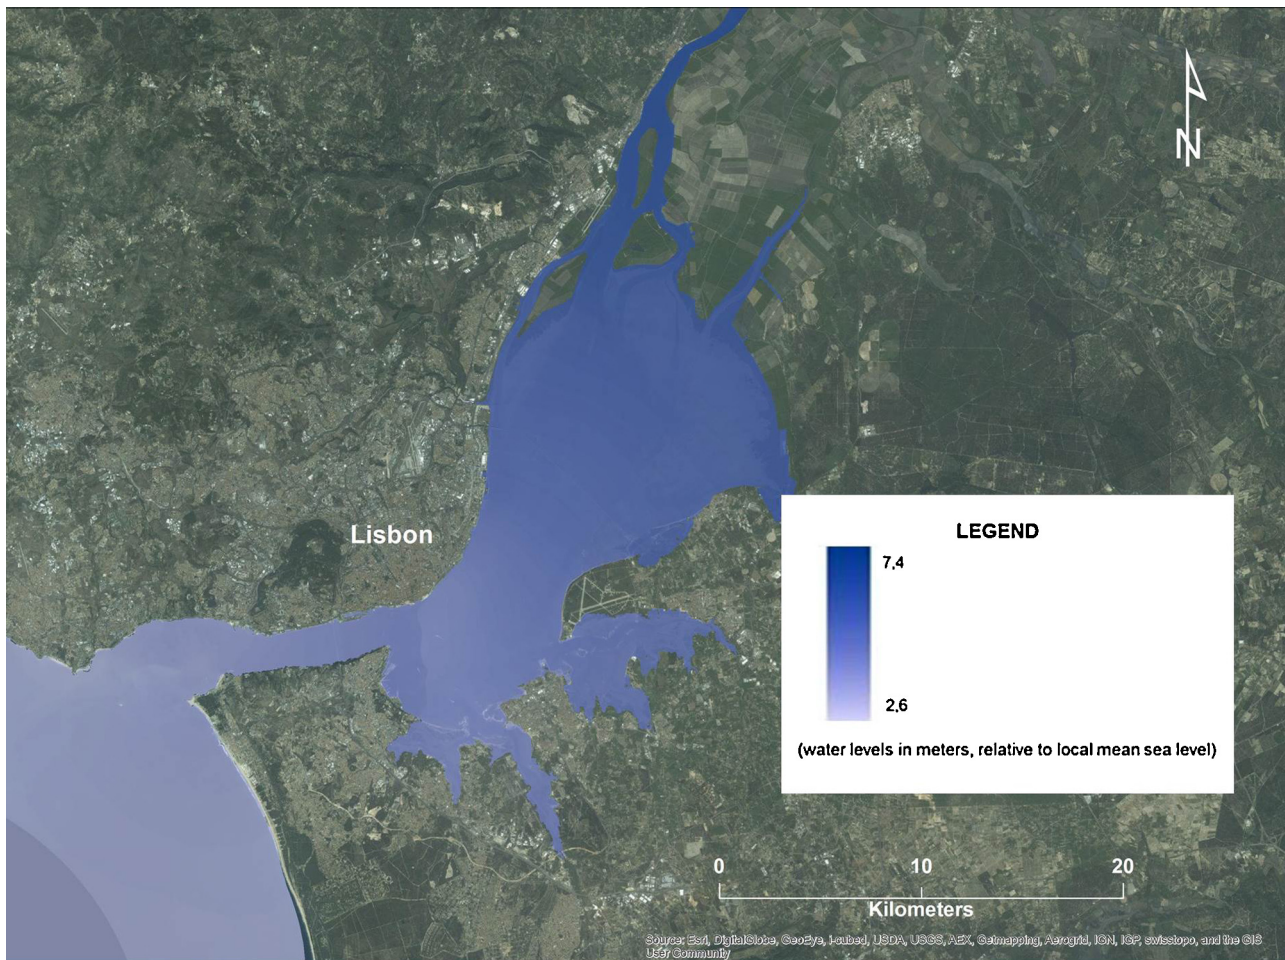 N
Lisbon
LEGEND
7,4
2,6
(water levels in meters, relative to local mean sea level)
0 10 20
Kilometers
Source: Esri, DigitalGlobe, GeoEye, i-cubed, USDA, USGS, AEX, Getmapping, Aerogrid, IGN, IGP, swisstopo, and the GIS
User Community